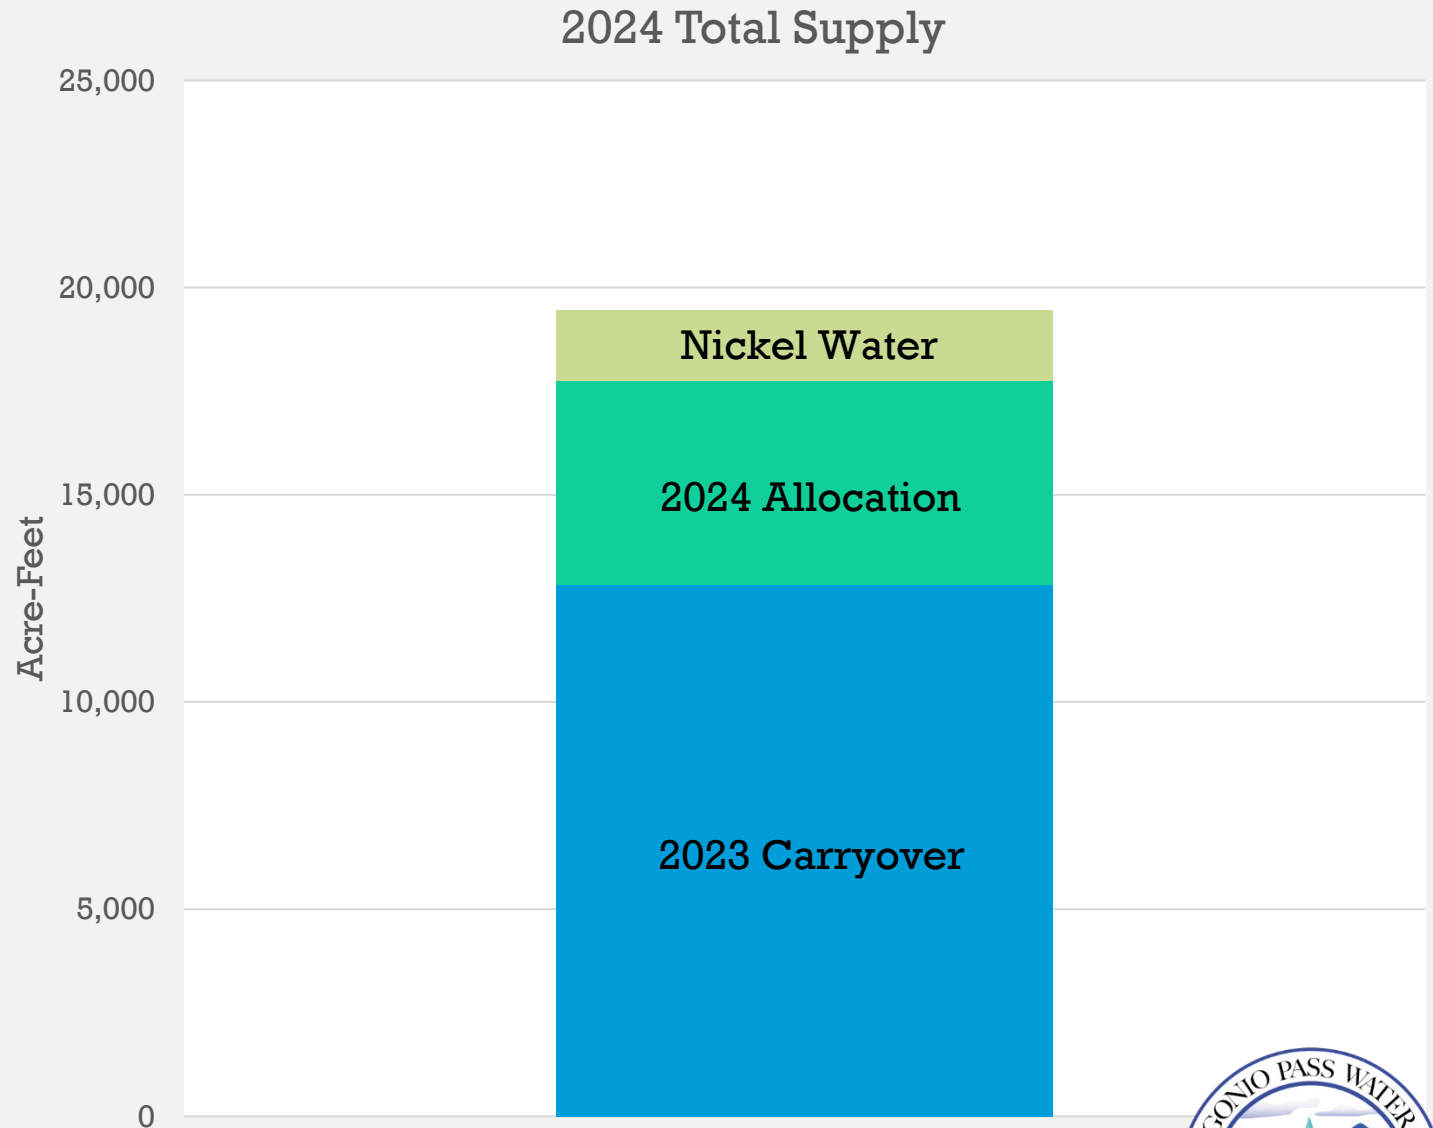 2024 Total Supply
25,000
20,000
15,000
10,000
5,000
0
Acre-Feet
Nickel Water
2024 Allocation
2023 Carryover
GONIO PASS WATER